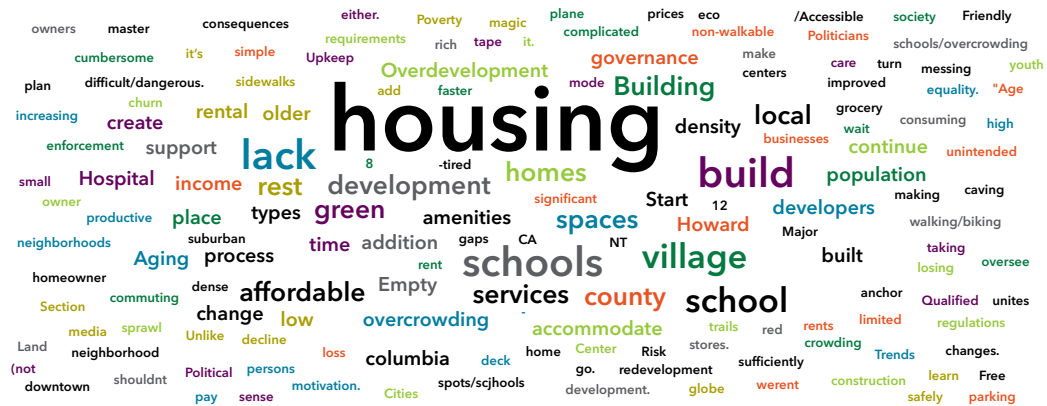 owners master consequences either. Poverty magic plane complicated prices eco non-walkable /Accessible Politicians society Friendly
cumbersome it's simple Upkeep requirements rich tape it. governance make centers care turn schools/overcrowding messing youth
plan difficult/dangerous. sidewalks Overdevelopment add faster mode Building improved equality. "Age
increasing churn create rental older housing density local businesses grocery wait consuming high
enforcement support lack 8 -tired homes build continue population unintended
small Hospital income rest development significant Start 12 developers making caving
owner productive place types green amenities spaces Howard Major walking/biking
neighborhoods Aging suburban process time addition gaps CA NT schools village built taking losing oversee
homeowner commuting dense affordable rent Empty services county school anchor Qualified unites
Section media sprawl change Unlike low decline overcrowding - accommodate trails red rents crowding limited regulations
Land neighborhood loss columbia deck home Center stores. Risk sufficiently Trends changes.
(not downtown shouldnt Political persons motivation. spots/scjhools go. redevelopment werent construction learn Free
pay sense Cities development. globe safely parking